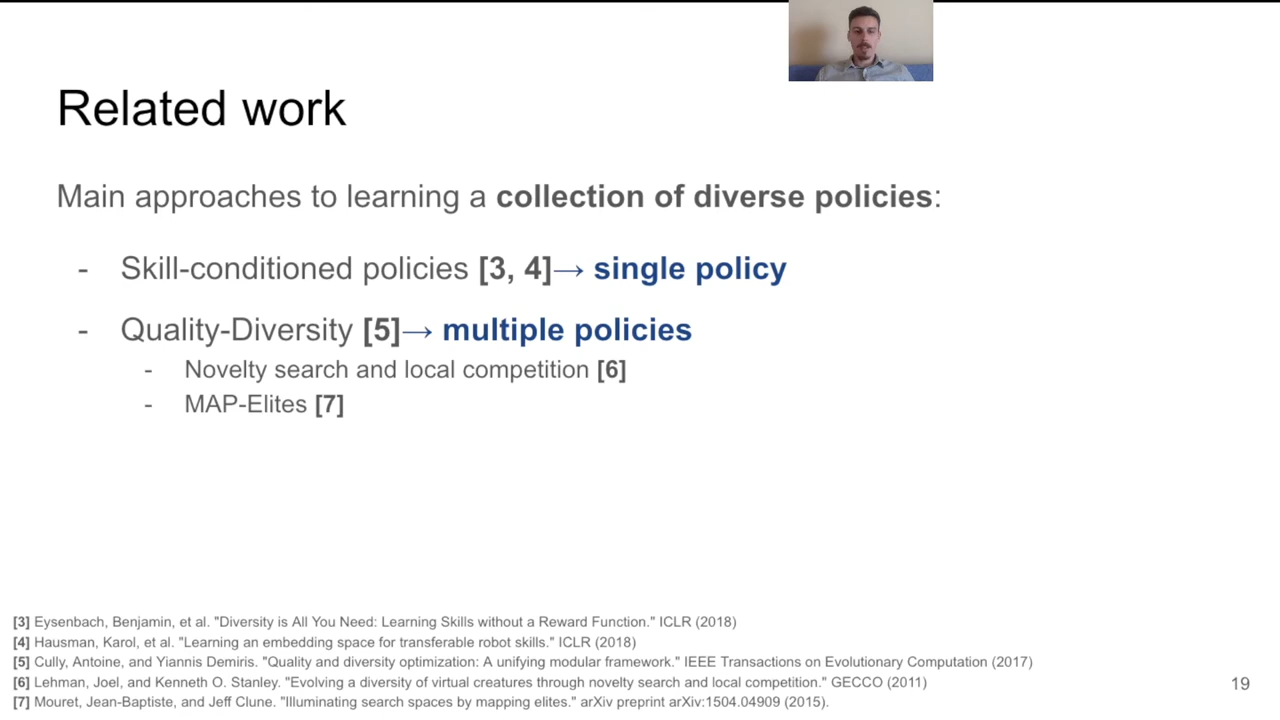 Related work
Main approaches to learning a collection of diverse policies:
- Skill-conditioned policies [3, 4]→ single policy
- Quality-Diversity [5]→ multiple policies
- Novelty search and local competition [6]
- MAP-Elites [7]
[3] Eysenbach, Benjamin, et al. "Diversity is All You Need: Learning Skills without a Reward Function." ICLR (2018)
[4] Hausman, Karol, et al. "Learning an embedding space for transferable robot skills." ICLR (2018)
[5] Cully, Antoine, and Yiannis Demiris. "Quality and diversity optimization: A unifying modular framework." IEEE Transactions on Evolutionary Computation (2017)
[6] Lehman, Joel, and Kenneth O. Stanley. "Evolving a diversity of virtual creatures through novelty search and local competition." GECCO (2011)
[7] Mouret, Jean-Baptiste, and Jeff Clune. "Illuminating search spaces by mapping elites." arXiv preprint arXiv:1504.04909 (2015).
19